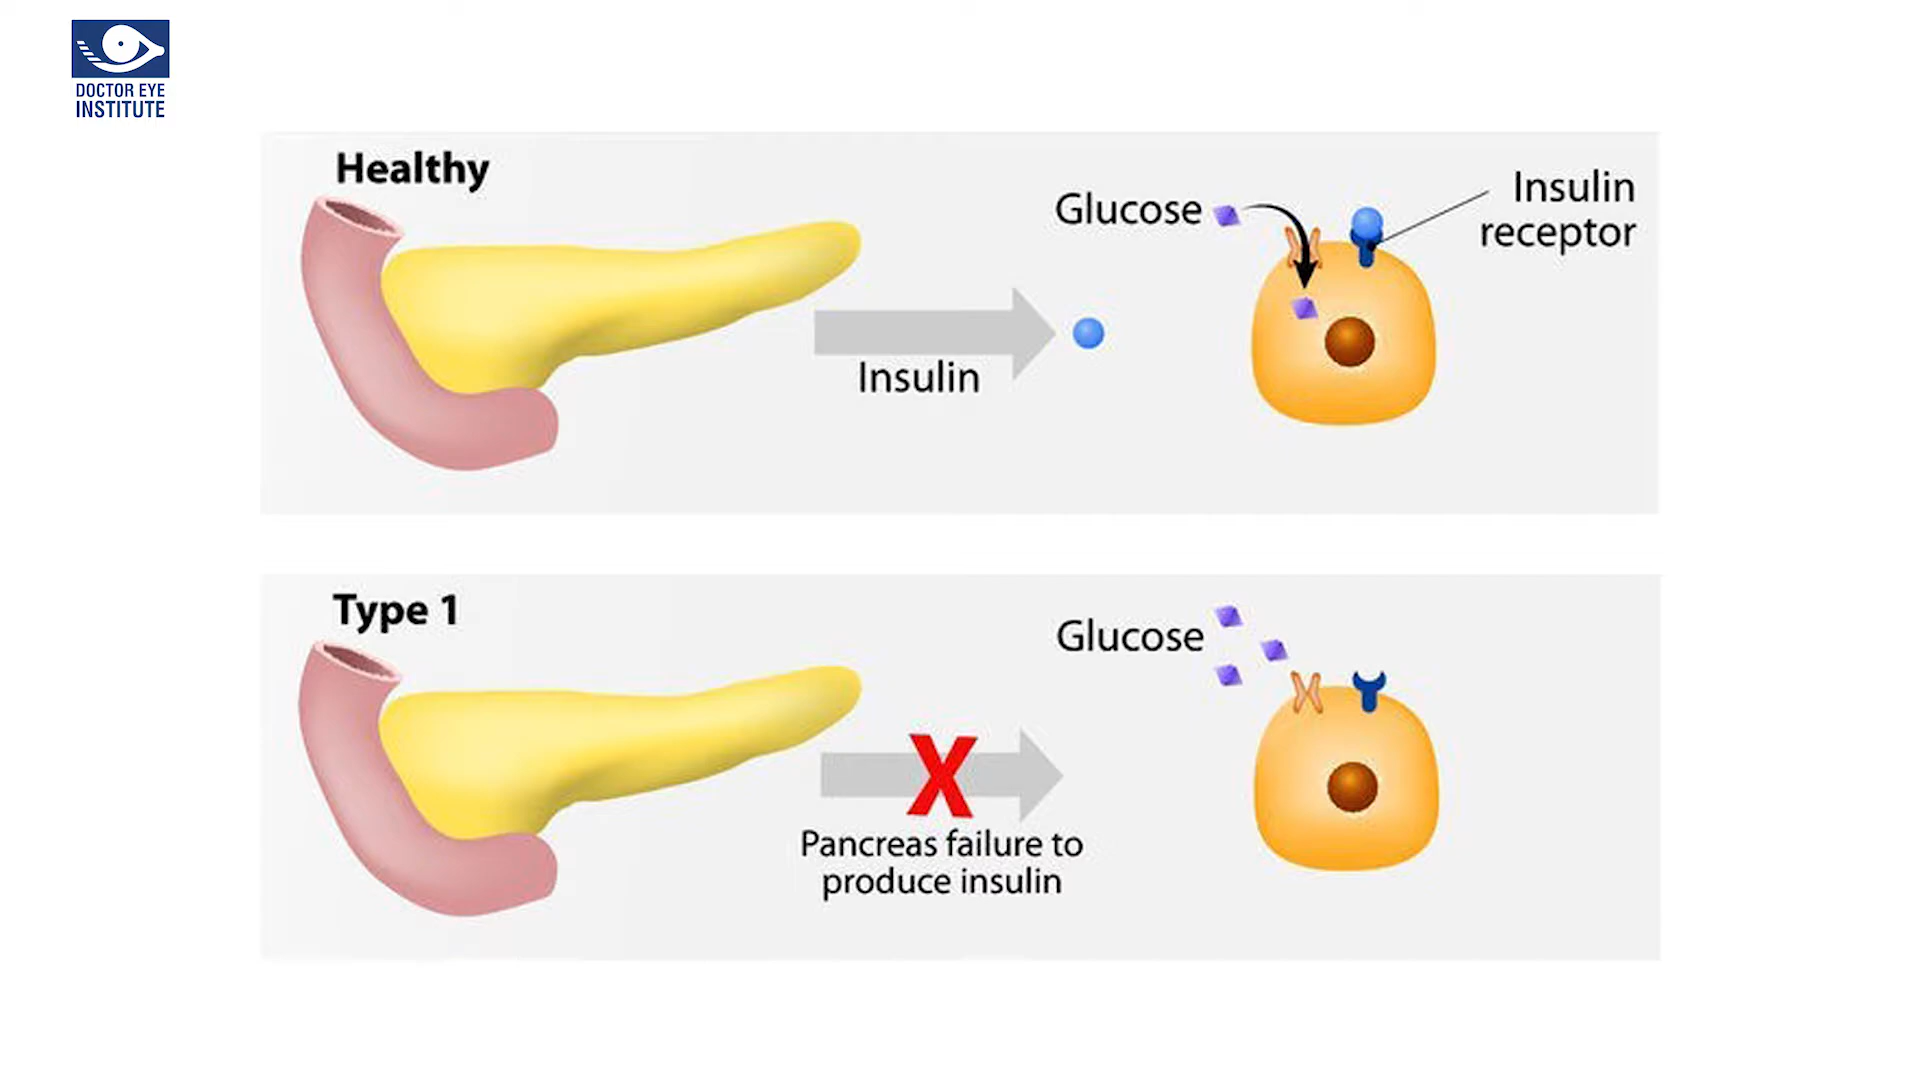 DOCTOR EYE
INSTITUTE
Healthy
Glucose
Insulin
receptor
Insulin
Type 1
Glucose
X
Pancreas failure to
produce insulin